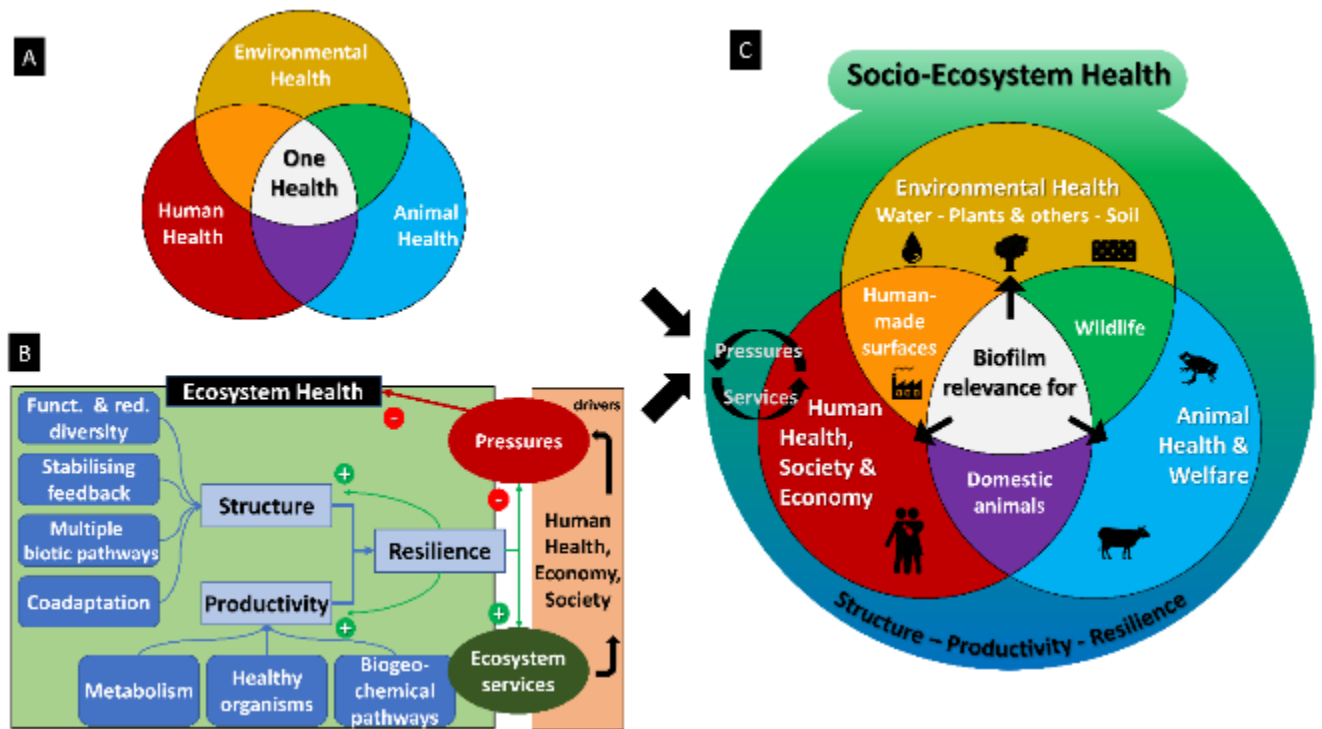 A
Environmental
Health
One
Health
Human
Health
Animal
Health
B
Ecosystem Health
Funct. & red.
diversity
Stabilising
feedback
Multiple
biotic pathways
Coadaptation
Structure
Productivity
Resilience
Metabolism
Healthy
organisms
Biogeo-
chemical
pathways
drivers
Pressures
Human
Health,
Economy,
Society
Ecosystem
services
+
+
+
-
-
C
Socio-Ecosystem Health
Environmental Health
Water - Plants & others - Soil
Human-
made
surfaces
Wildlife
Pressures
Services
Biofilm
relevance for
Human
Health,
Society &
Economy
Animal
Health &
Welfare
Domestic
animals
Structure – Productivity - Resilience